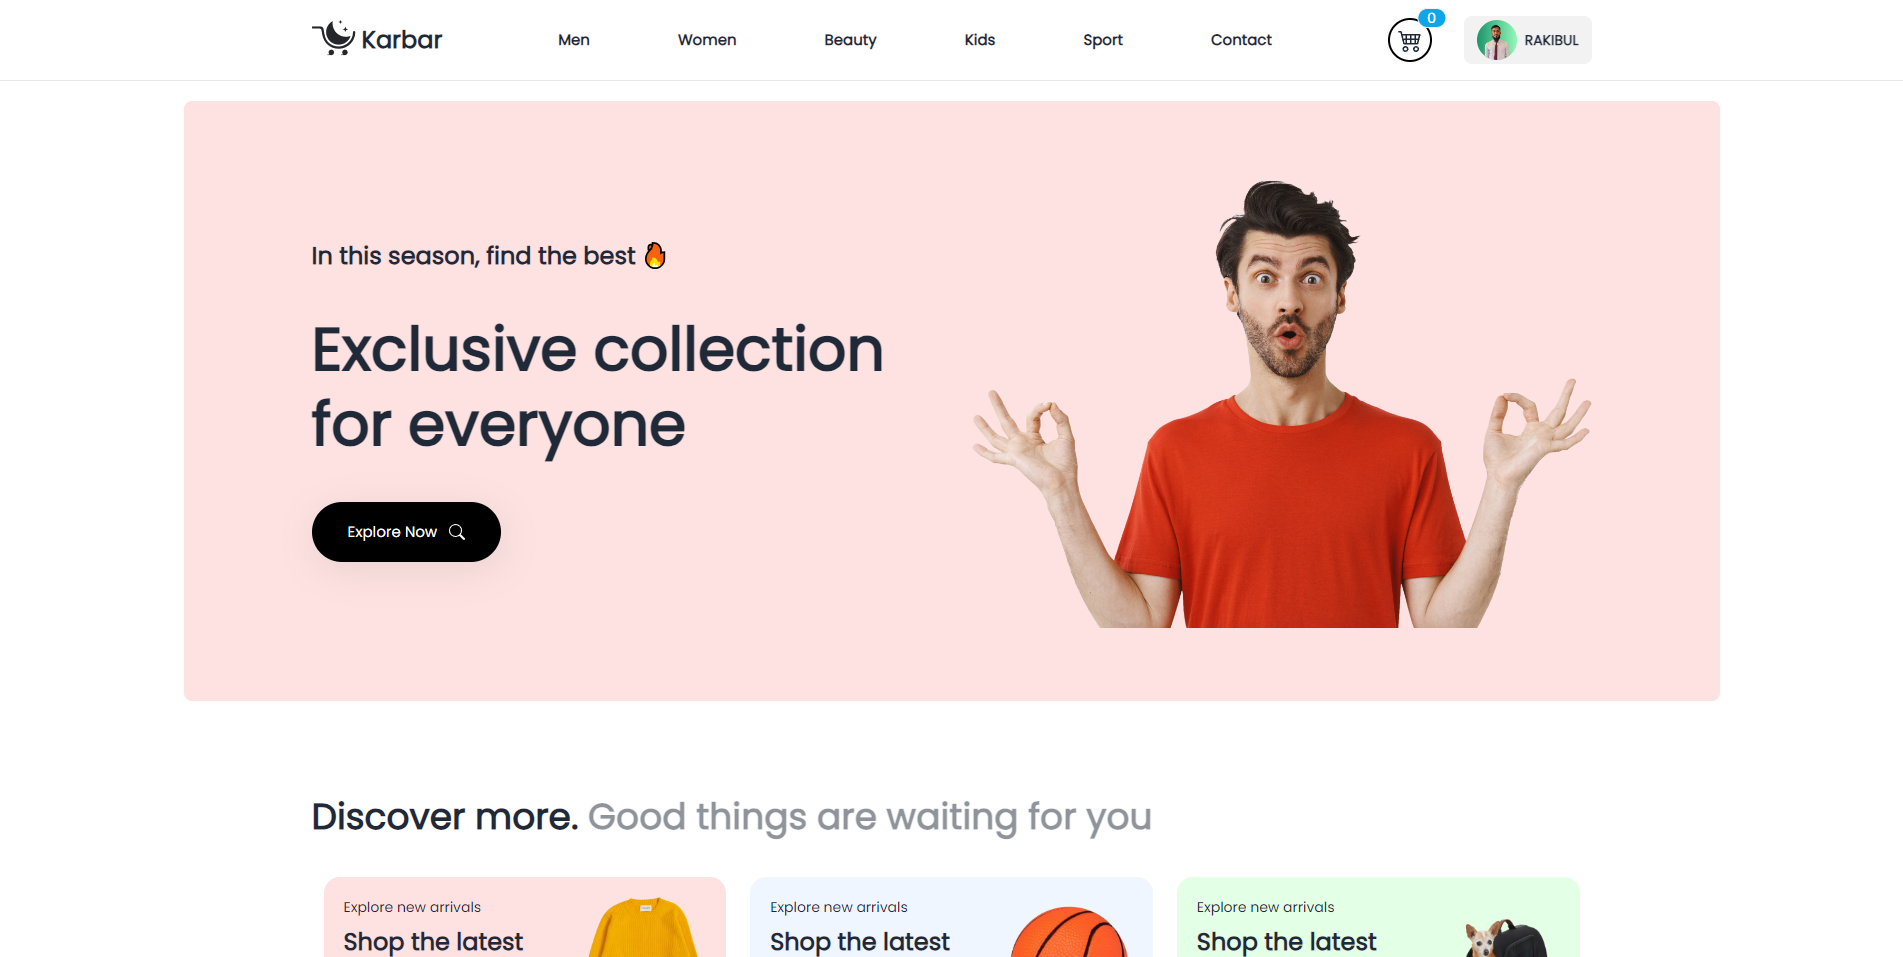 Karbar
Men
Women
Beauty
Kids
Sport
Contact
0
RAKIBUL
In this season, find the best 🔥
Exclusive collection
for everyone
Explore Now
Discover more. Good things are waiting for you
Explore new arrivals
Shop the latest
Explore new arrivals
Shop the latest
Explore new arrivals
Shop the latest